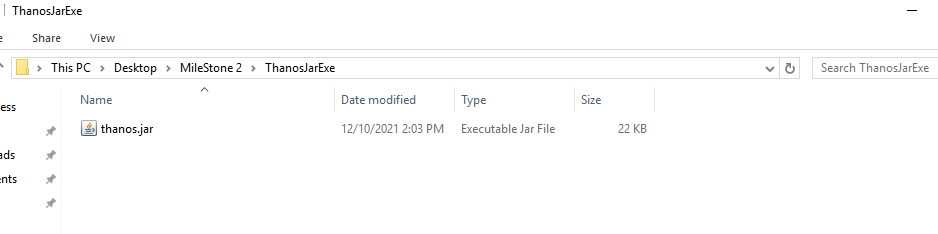 ThanosJarExe
Share View
This PC Desktop MileStone 2 ThanosJarExe Search ThanosJarExe
Name Date modified Type Size
ess
thanos.jar 12/10/2021 2:03 PM Executable Jar File 22 KB
ads
ents